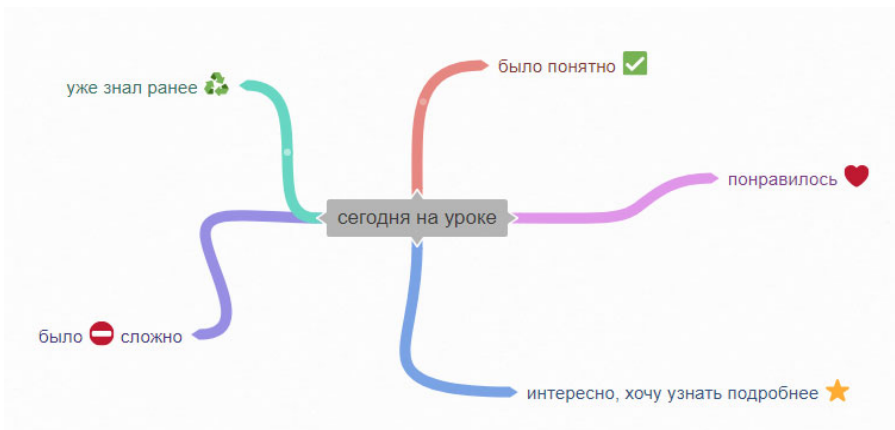 было понятно ✅
уже знал ранее ♻
понравилось ❤
сегодня на уроке
было ⛔ сложно
интересно, хочу узнать подробнее ⭐